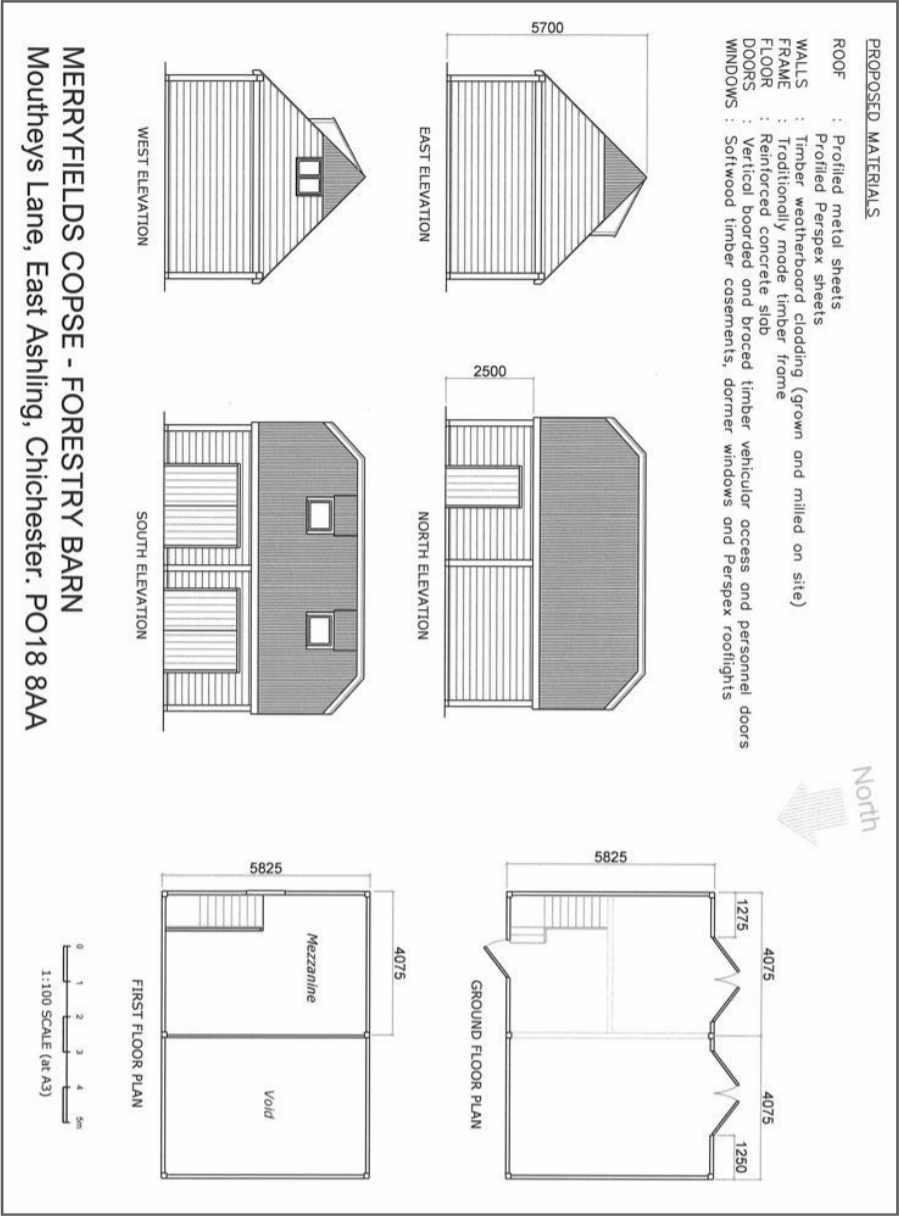 PROPOSED MATERIALS
ROOF : Profiled metal sheets
Profiled Perspex sheets
WALLS : Timber weatherboard cladding (grown and milled on site)
FRAME : Traditionally made timber frame
FLOOR : Reinforced concrete slab
DOORS : Vertical boarded and braced timber vehicular access and personnel doors
WINDOWS : Softwood timber casements, dormer windows and Perspex rooflights
North
5700
EAST ELEVATION
2500
NORTH ELEVATION
5825
1275
4075
4075
1250
GROUND FLOOR PLAN
WEST ELEVATION
SOUTH ELEVATION
5825
4075
Mezzanine
Void
FIRST FLOOR PLAN
0 1 2 3 4 5m
1:100 SCALE (at A3)
MERRYFIELDS COPSE - FORESTRY BARN
Moutheys Lane, East Ashling, Chichester. PO18 8AA